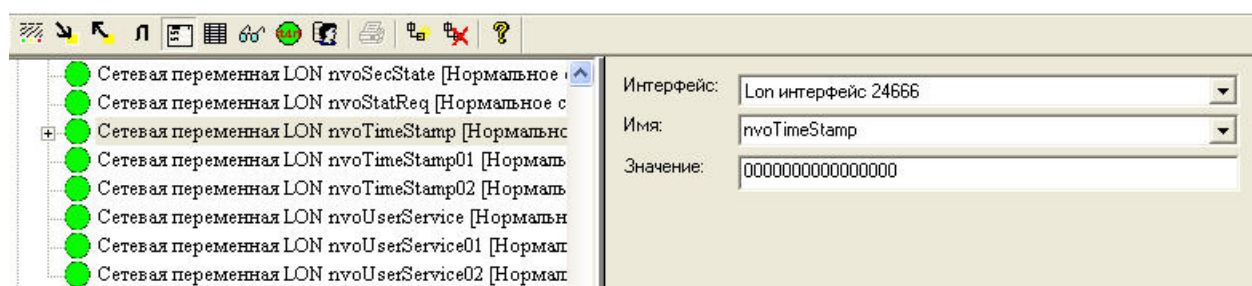 Сетевая переменная LON nvoSecState [Нормальное
Сетевая переменная LON nvoStatReq [Нормальное с
Сетевая переменная LON nvoTimeStamp [Нормально
Сетевая переменная LON nvoTimeStamp01 [Нормаль
Сетевая переменная LON nvoTimeStamp02 [Нормаль
Сетевая переменная LON nvoUserService [Нормальн
Сетевая переменная LON nvoUserService01 [Нормал
Сетевая переменная LON nvoUserService02 [Нормал
Интерфейс: Lon интерфейс 24666
Имя: nvoTimeStamp
Значение: 0000000000000000